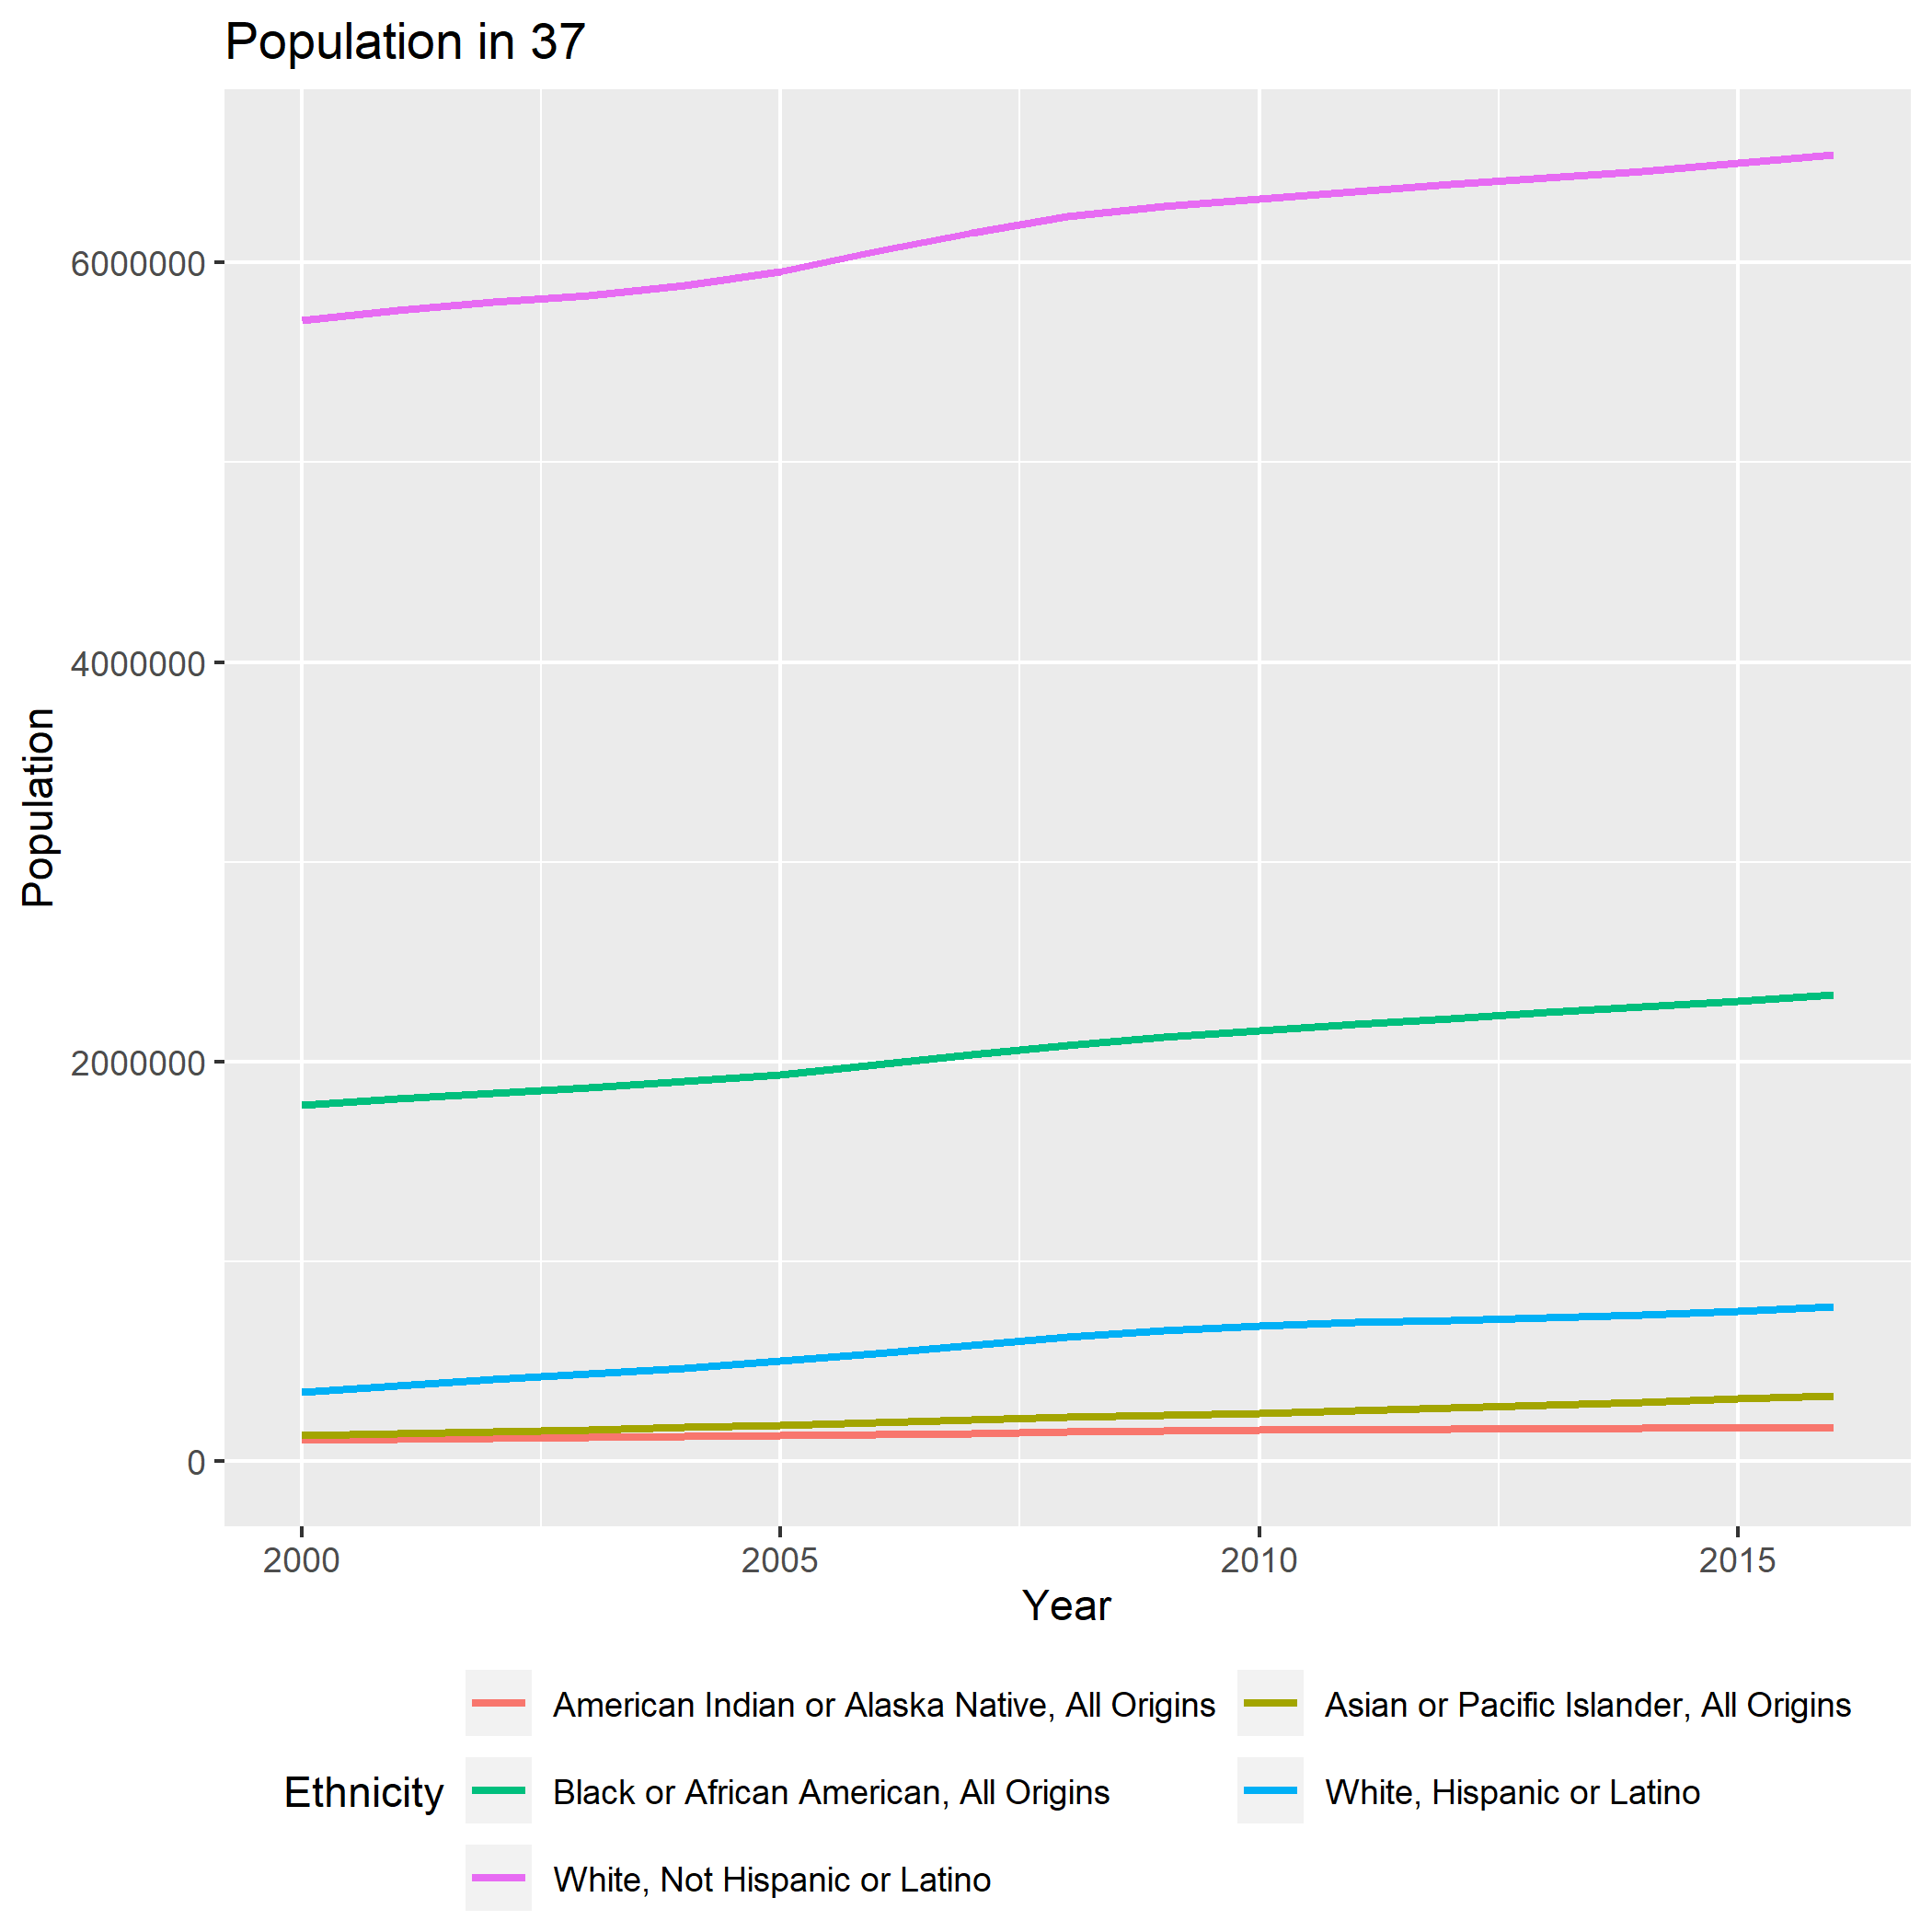 Population in 37
6000000
4000000
2000000
0
Population
2000 2005 2010 2015
Year
Ethnicity
American Indian or Alaska Native, All Origins
Asian or Pacific Islander, All Origins
Black or African American, All Origins
White, Hispanic or Latino
White, Not Hispanic or Latino